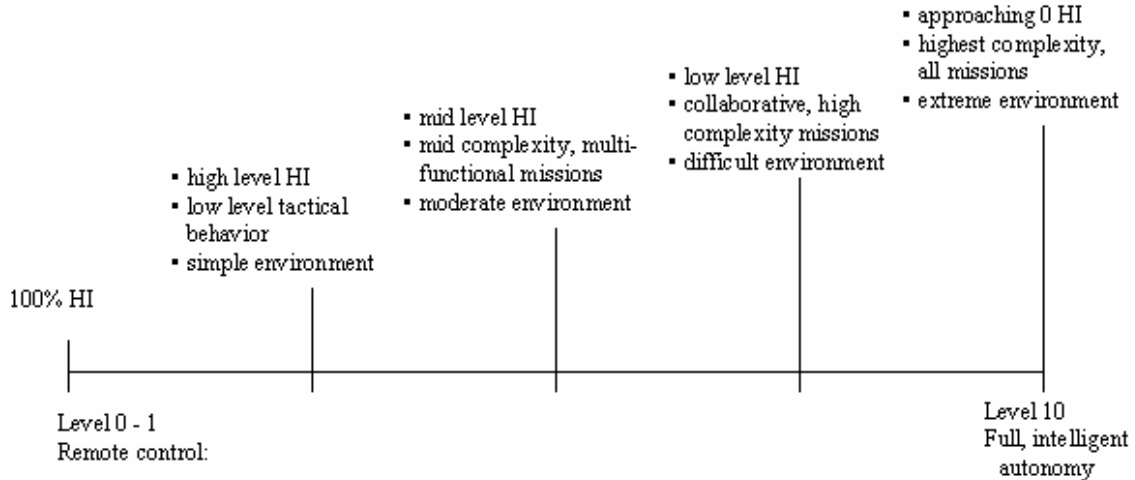 100% HI
Level 0 - 1
Remote control:
▪ high level HI
▪ low level tactical
behavior
▪ simple environment
▪ mid level HI
▪ mid complexity, multi-
functional missions
▪ moderate environment
▪ low level HI
▪ collaborative, high
complexity missions
▪ difficult environment
▪ approaching 0 HI
▪ highest complexity,
all missions
▪ extreme environment
Level 10
Full, intelligent
autonomy